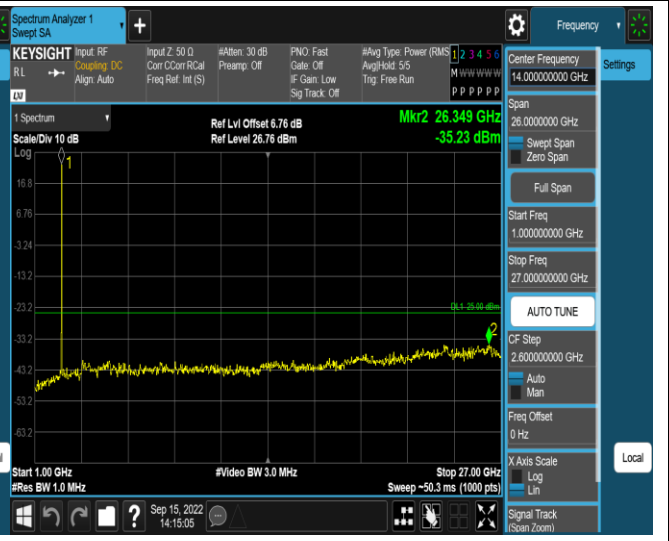 Spectrum Analyzer 1
Swept SA
Frequency
KEYSIGHT
RL
Input: RF
Coupling: DC
Align: Auto
Input Z: 50 Ω
Corr CCorr RCal
Freq Ref: Int (S)
#Atten: 30 dB
Preamp: Off
PNO: Fast
Gate: Off
IF Gain: Low
Sig Track: Off
#Avg Type: Power (RMS
Avg|Hold: 5/5
Trig: Free Run
1 2 3 4 5 6
M W W W W W
P P P P P P
LXI
1 Spectrum
Scale/Div 10 dB
Log
Ref Lvl Offset 6.76 dB
Ref Level 26.76 dBm
Mkr2 26.349 GHz
-35.23 dBm
1
16.8
6.76
-3.24
-13.2
-23.2
-33.2
-43.2
-53.2
-63.2
DL1 -25.00 dBm
2
Start 1.00 GHz
#Res BW 1.0 MHz
#Video BW 3.0 MHz
Stop 27.00 GHz
Sweep ~50.3 ms (1000 pts)
Sep 15, 2022
14:15:05
Center Frequency
14.000000000 GHz
Span
26.0000000 GHz
Swept Span
Zero Span
Full Span
Start Freq
1.000000000 GHz
Stop Freq
27.000000000 GHz
AUTO TUNE
CF Step
2.600000000 GHz
Auto
Man
Freq Offset
0 Hz
X Axis Scale
Log
Lin
Signal Track
(Span Zoom)
Settings
Local